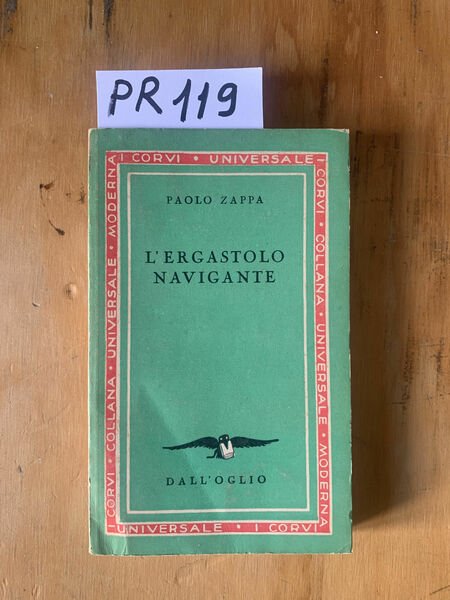 PR 119
I CORVI • UNIVERSALE
I CORVI • COLLANA • UNIVERSALE • MODERNA
PAOLO ZAPPA
L'ERGASTOLO
NAVIGANTE
DALL'OGLIO
I CORVI • COLLANA • UNIVERSALE • MODERNA
UNIVERSALE • I CORVI